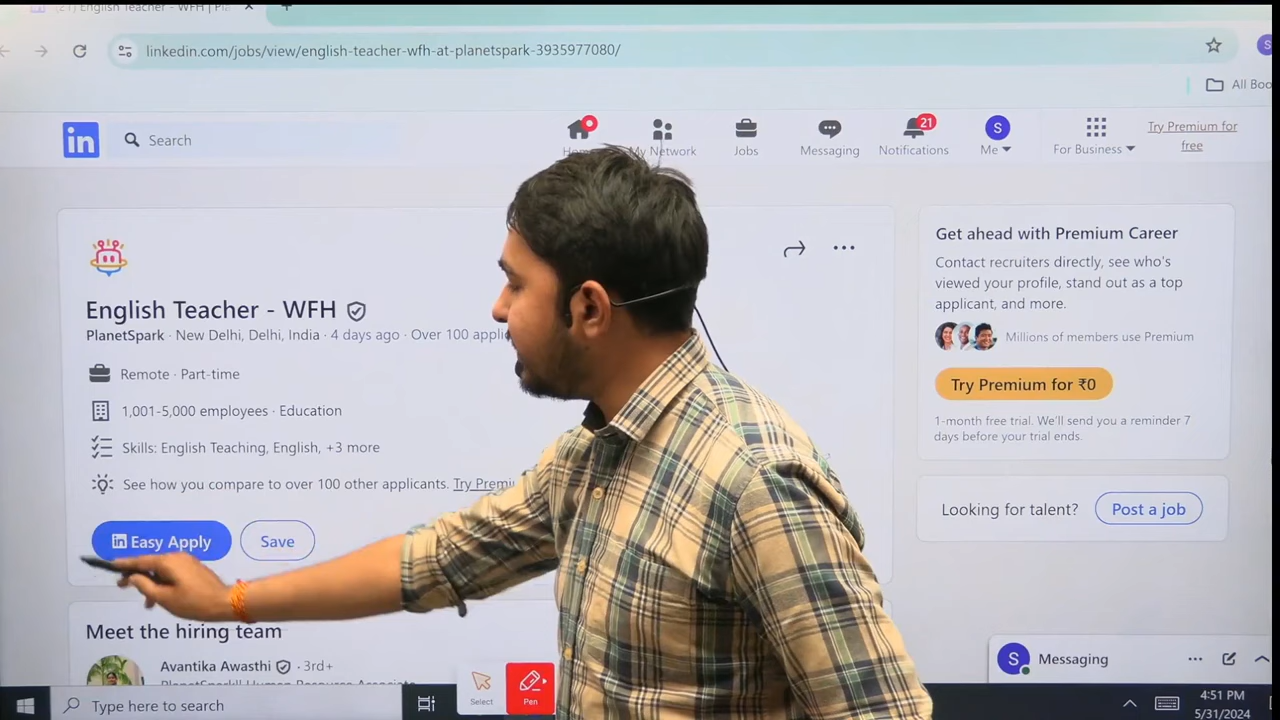 English Teacher - WFH | Pla
linkedin.com/jobs/view/english-teacher-wfh-at-planetspark-3935977080/
S
All Boo
in
Search
My Network
Jobs
Messaging
21
Notifications
S
Me
For Business
Try Premium for
free
English Teacher - WFH
PlanetSpark · New Delhi, Delhi, India · 4 days ago · Over 100 appli
Remote · Part-time
1,001-5,000 employees · Education
Skills: English Teaching, English, +3 more
See how you compare to over 100 other applicants. Try Premi
in Easy Apply
Save
Get ahead with Premium Career
Contact recruiters directly, see who's
viewed your profile, stand out as a top
applicant, and more.
Millions of members use Premium
Try Premium for ₹0
1-month free trial. We'll send you a reminder 7
days before your trial ends.
Looking for talent?
Post a job
Meet the hiring team
Avantika Awasthi · 3rd+
S
Messaging
Select
Pen
Type here to search
4:51 PM
5/31/2024